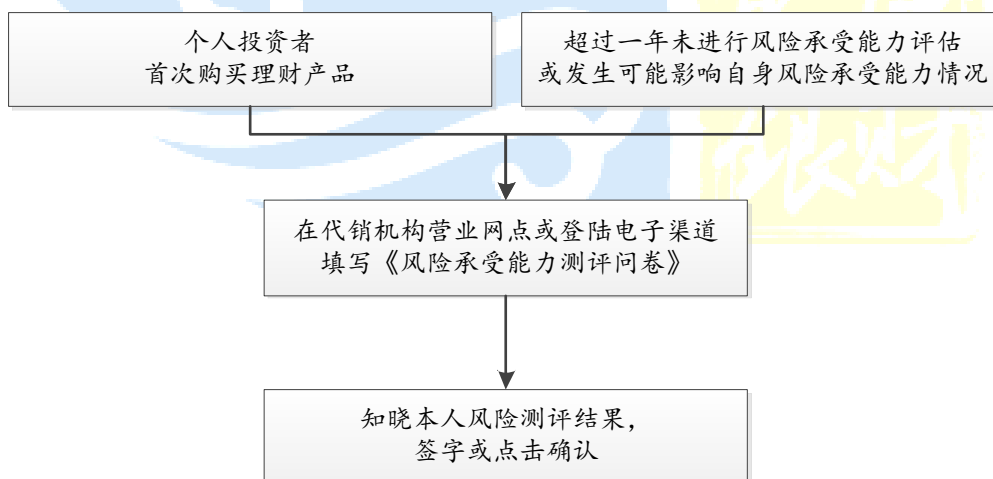 个人投资者
首次购买理财产品
超过一年未进行风险承受能力评估
或发生可能影响自身风险承受能力情况
在代销机构营业网点或登陆电子渠道
填写《风险承受能力测评问卷》
知晓本人风险测评结果，
签字或点击确认